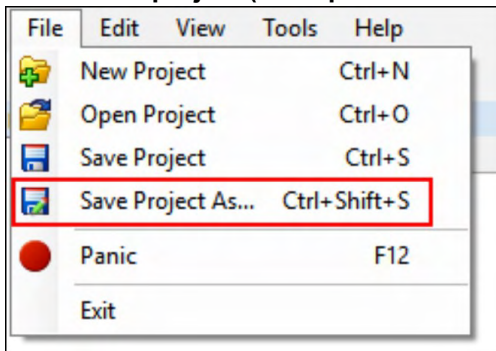 File Edit View Tools Help
New Project Ctrl+N
Open Project Ctrl+O
Save Project Ctrl+S
Save Project As... Ctrl+Shift+S
Panic F12
Exit